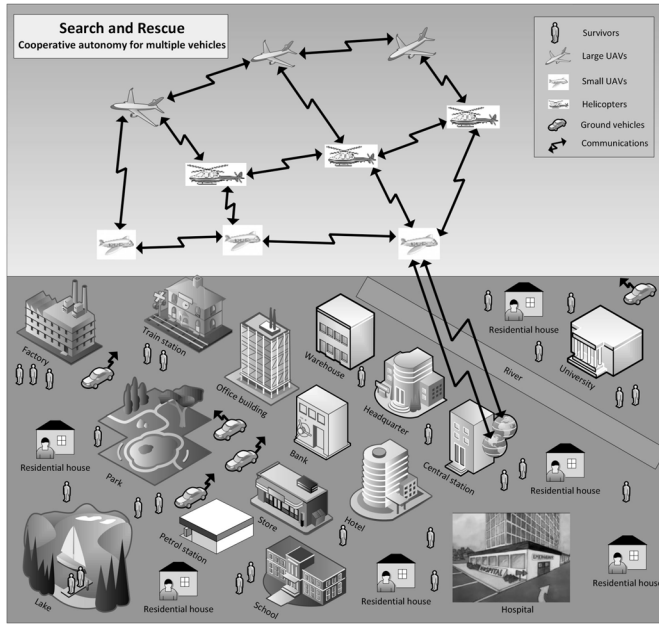 Search and Rescue
Cooperative autonomy for multiple vehicles
Survivors
Large UAVs
Small UAVs
Helicopters
Ground vehicles
Communications
Factory
Train station
Office building
Warehouse
Headquarter
River
Residential house
University
Residential house
Park
Bank
Central station
Residential house
Store
Hotel
Petrol station
Lake
Residential house
School
Residential house
HOSPITAL
Hospital
Residential house